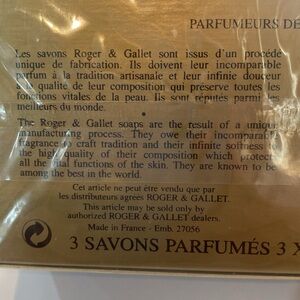 PARFUMEURS DE
Les savons Roger & Gallet sont issus d'un procédé
unique de fabrication. Ils doivent leur incomparable
parfum à la tradition artisanale et leur infinie douceur
à la qualité de leur composition qui préserve toutes les
fonctions vitales de la peau. Ils sont réputés parmi les
meilleurs du monde.
The Roger & Gallet soaps are the result of a unique
manufacturing process. They owe their incomparable
fragrance to craft tradition and their infinite softness
to the high quality of their composition which protect
all the vital functions of the skin. They are known to be
among the best in the world.
Cet article ne peut être vendu que par
les distributeurs agréés ROGER & GALLET.
This article may be sold only by
authorized ROGER & GALLET dealers.
Made in France - Emb. 27056
3 SAVONS PARFUMÉS 3 X